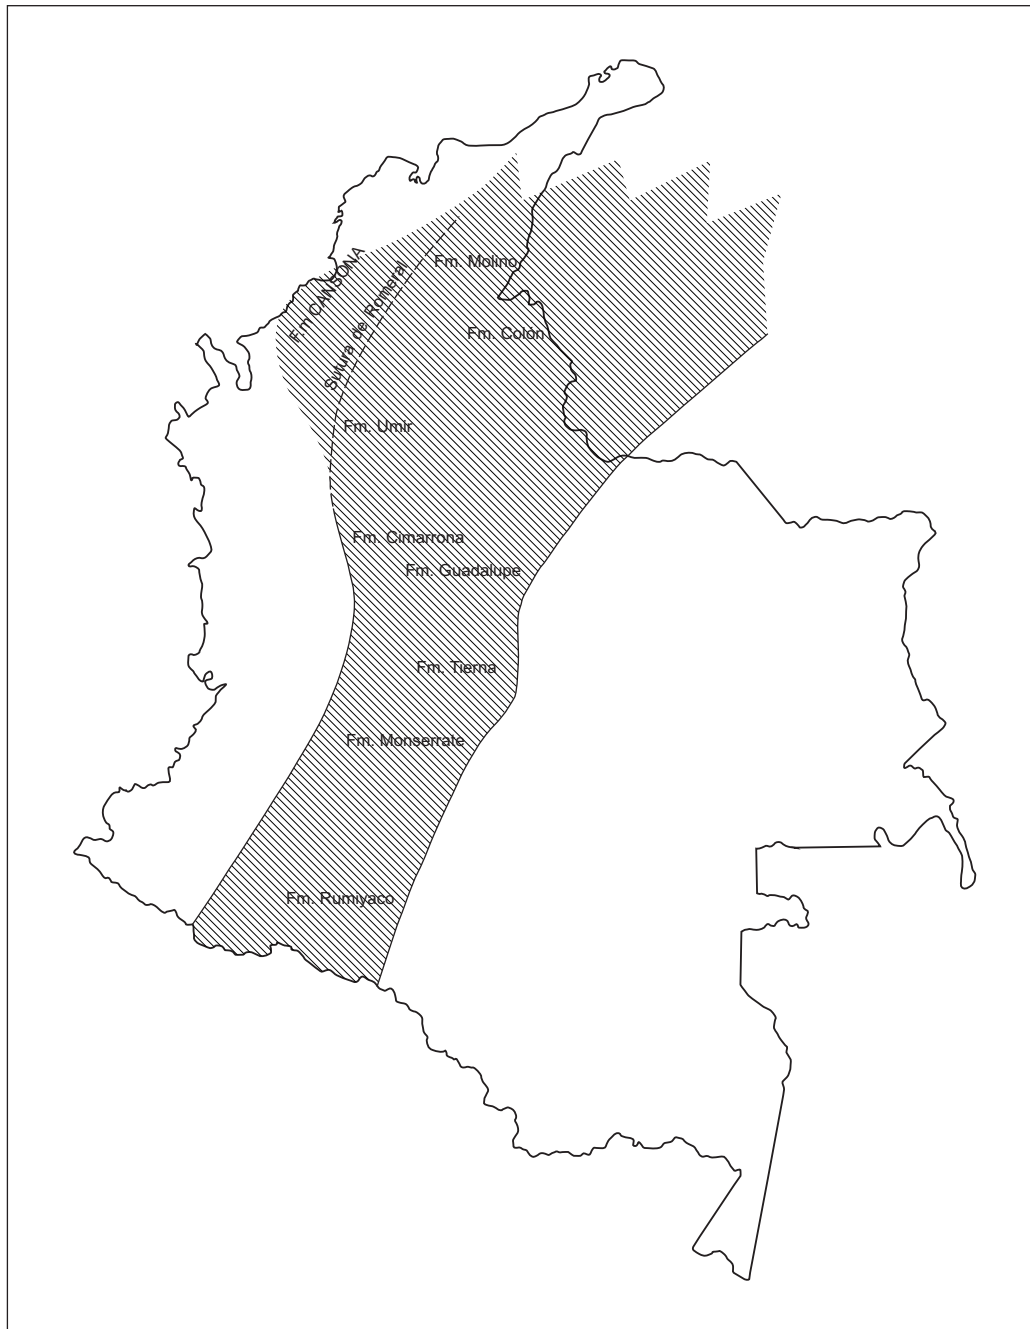 Fm. Molino
F.m CANSONA
Sutura de Romeral
Fm. Colón
Fm. Umir
Fm. Cimarrona
Fm. Guadalupe
Fm. Tierna
Fm. Monserrate
Fm. Rumiyaco